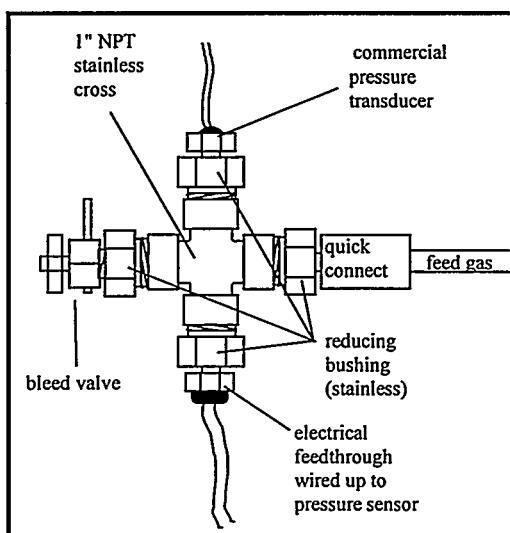 1" NPT
stainless
cross
commercial
pressure
transducer
quick
connect
feed gas
bleed valve
reducing
bushing
(stainless)
electrical
feedthrough
wired up to
pressure sensor